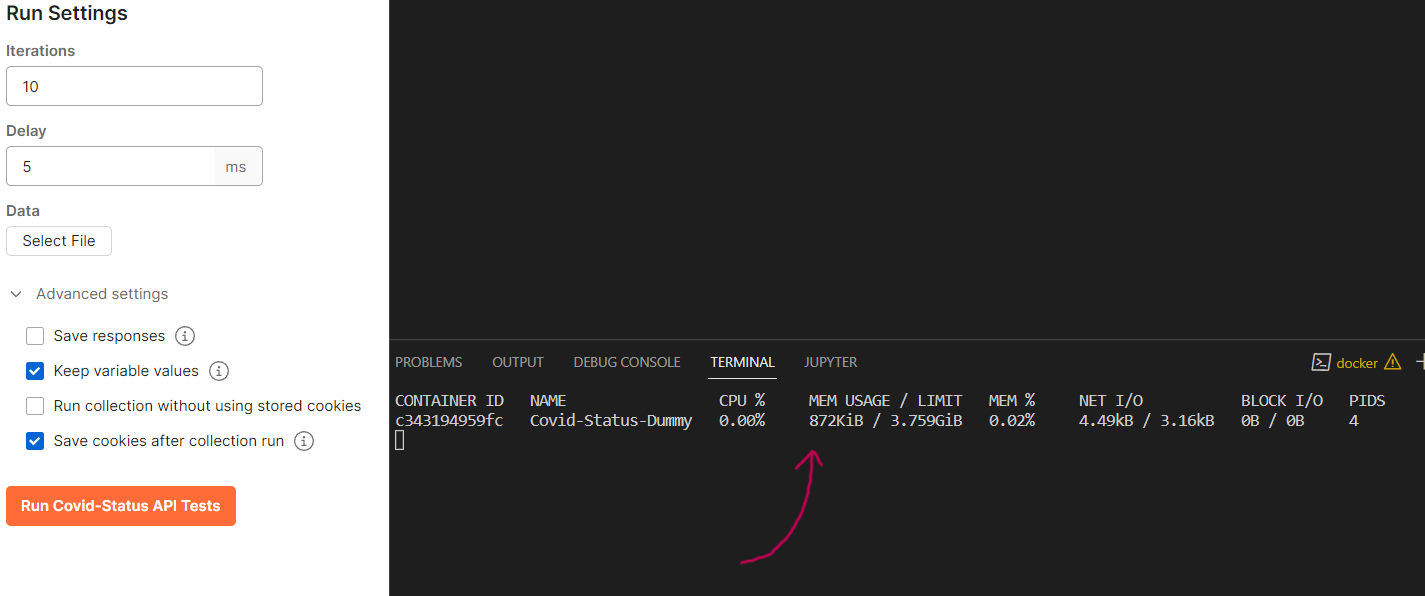 Run Settings
Iterations
10
Delay
5 ms
Data
Select File
Advanced settings
Save responses
Keep variable values
Run collection without using stored cookies
Save cookies after collection run
Run Covid-Status API Tests
PROBLEMS OUTPUT DEBUG CONSOLE TERMINAL JUPYTER docker
CONTAINER ID NAME CPU % MEM USAGE / LIMIT MEM % NET I/O BLOCK I/O PIDS
c343194959fc Covid-Status-Dummy 0.00% 872KiB / 3.759GiB 0.02% 4.49kB / 3.16kB 0B / 0B 4